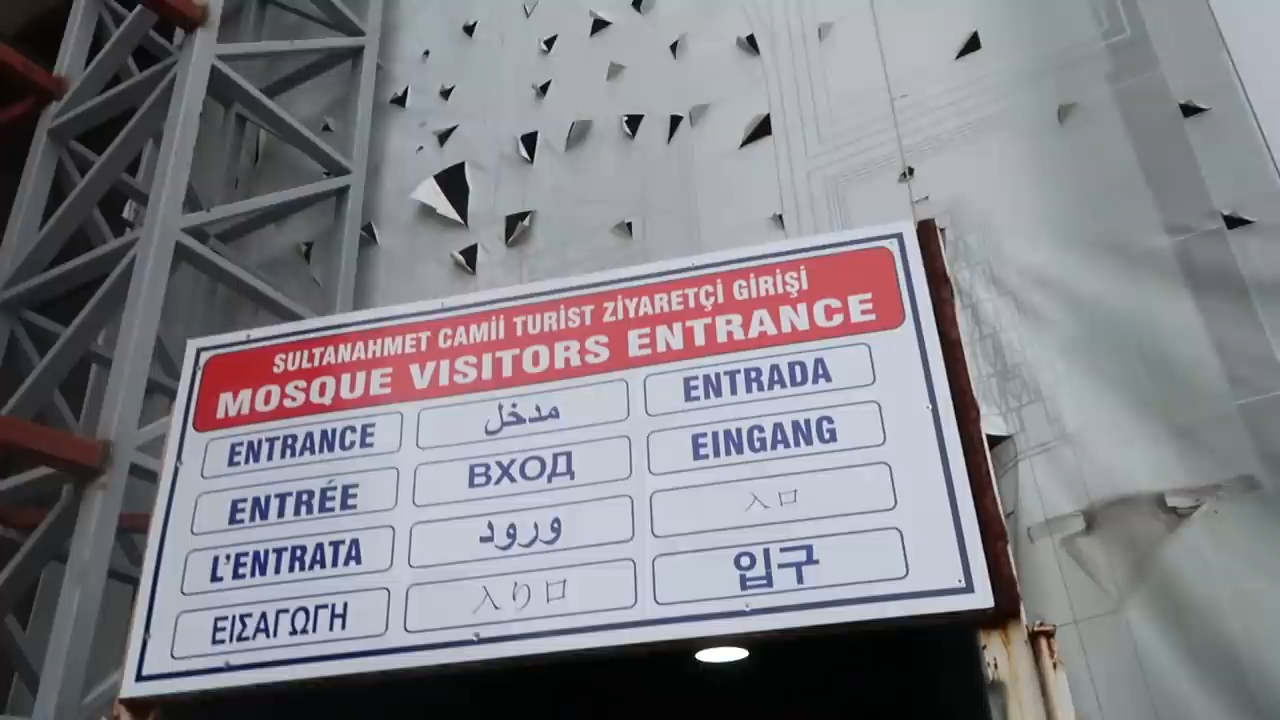 SULTANAHMET CAMİİ TURİST ZİYARETÇİ GİRİŞİ
MOSQUE VISITORS ENTRANCE
ENTRANCE
مدخل
ENTRADA
ENTRÉE
ВХОД
EINGANG
L'ENTRATA
ورود
入口
ΕΙΣΑΓΩΓΗ
入り口
입구